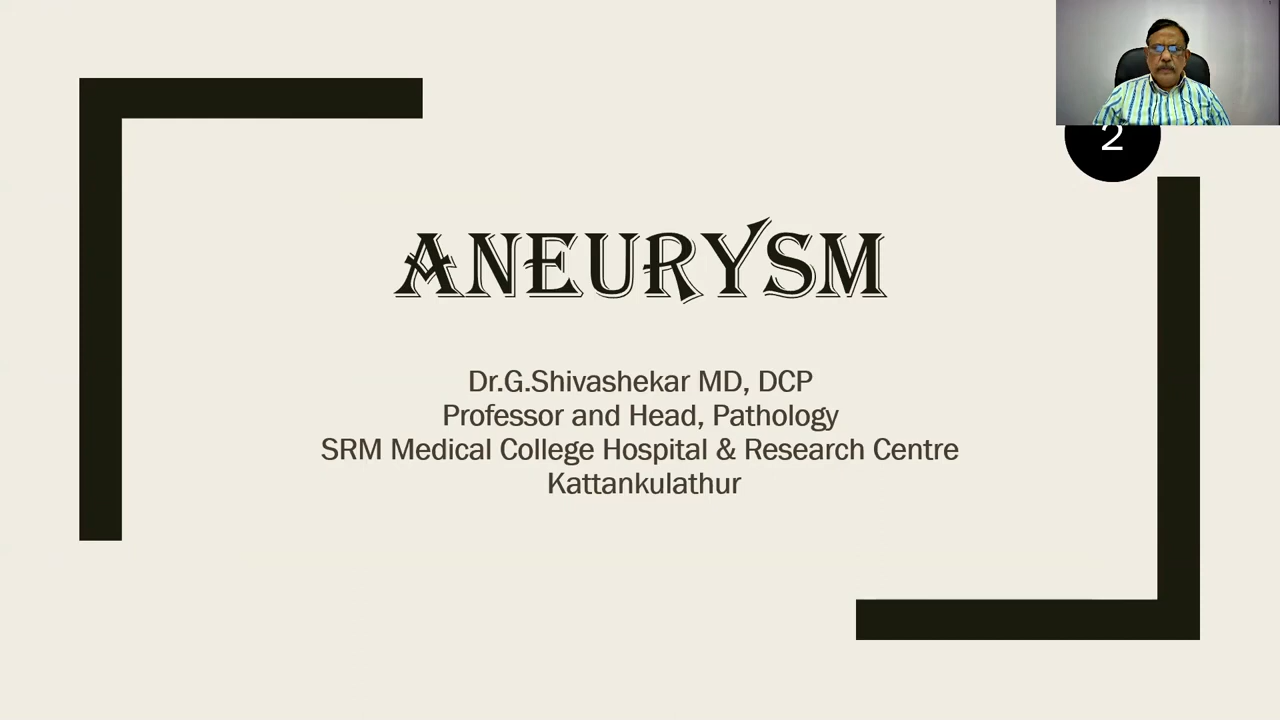 2
ANEURYSM
Dr.G.Shivashekar MD, DCP
Professor and Head, Pathology
SRM Medical College Hospital & Research Centre
Kattankulathur